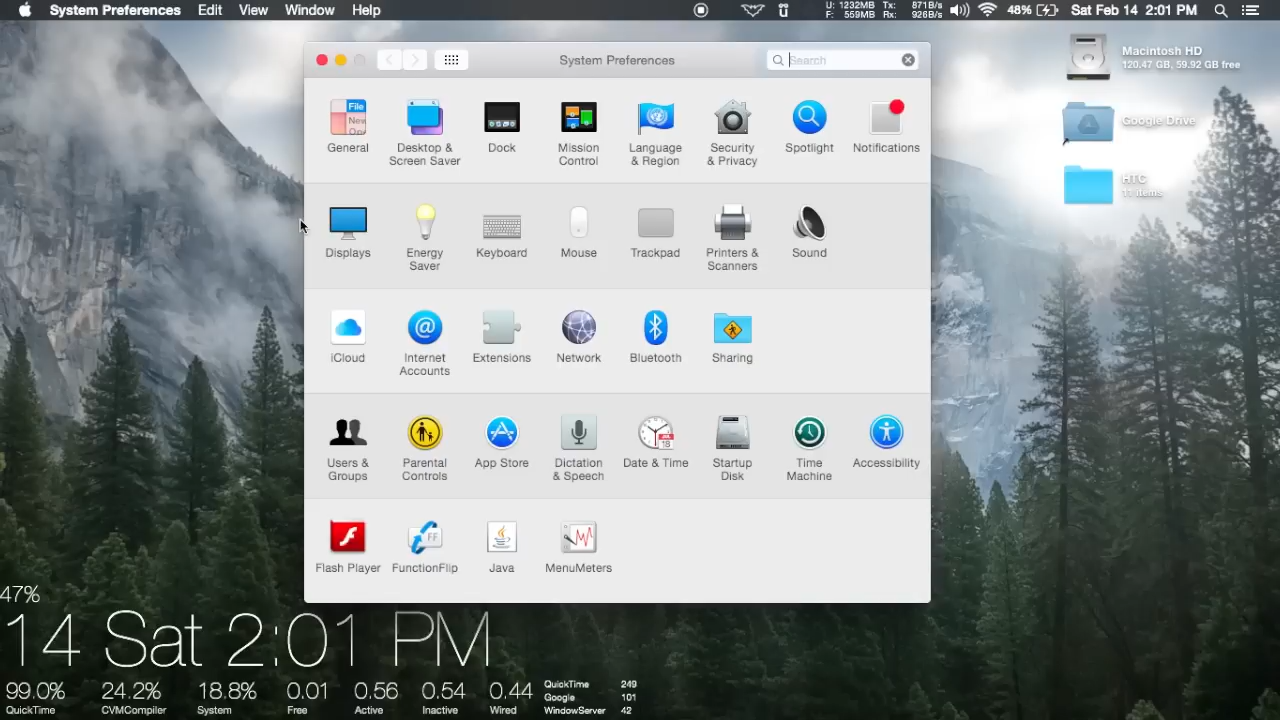 System Preferences Edit View Window Help
U: 1232MB Tx: 871B/s
F: 559MB Rx: 926B/s
48% Sat Feb 14 2:01 PM
System Preferences
Search
Macintosh HD
120.47 GB, 59.92 GB free
Google Drive
HTC
11 items
File
New
General
Desktop &
Screen Saver
Dock
Mission
Control
Language
& Region
Security
& Privacy
Spotlight
Notifications
Displays
Energy
Saver
Keyboard
Mouse
Trackpad
Printers &
Scanners
Sound
iCloud
@
Internet
Accounts
Extensions
Network
Bluetooth
Sharing
Users &
Groups
Parental
Controls
App Store
Dictation
& Speech
18
Date & Time
Startup
Disk
Time
Machine
Accessibility
Flash Player
FF
FunctionFlip
Java
MenuMeters
47%
14 Sat 2:01 PM
99.0% 24.2% 18.8% 0.01 0.56 0.54 0.44
QuickTime CVMCompiler System Free Active Inactive Wired
QuickTime 249
Google 101
WindowServer 42